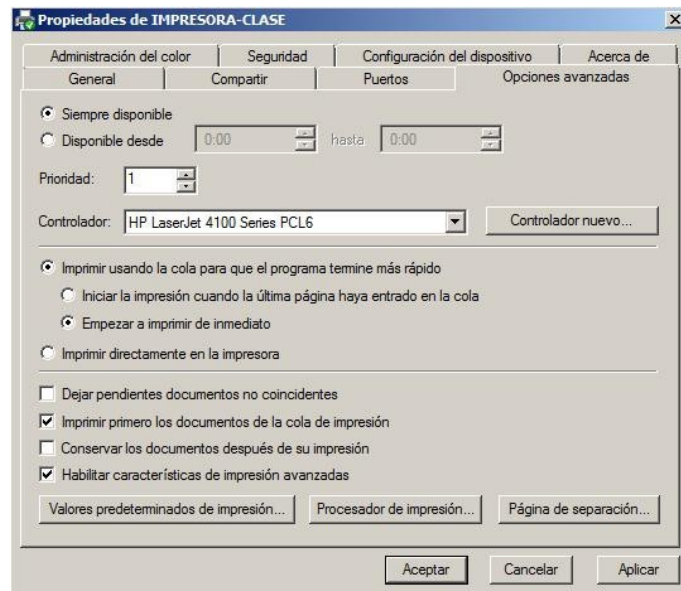 Propiedades de IMPRESORA-CLASE
Administración del color Seguridad Configuración del dispositivo Acerca de
General Compartir Puertos Opciones avanzadas
Siempre disponible
Disponible desde 0:00 hasta 0:00
Prioridad: 1
Controlador: HP LaserJet 4100 Series PCL6 Controlador nuevo...
Imprimir usando la cola para que el programa termine más rápido
Iniciar la impresión cuando la última página haya entrado en la cola
Empezar a imprimir de inmediato
Imprimir directamente en la impresora
Dejar pendientes documentos no coincidentes
Imprimir primero los documentos de la cola de impresión
Conservar los documentos después de su impresión
Habilitar características de impresión avanzadas
Valores predeterminados de impresión... Procesador de impresión... Página de separación...
Aceptar Cancelar Aplicar